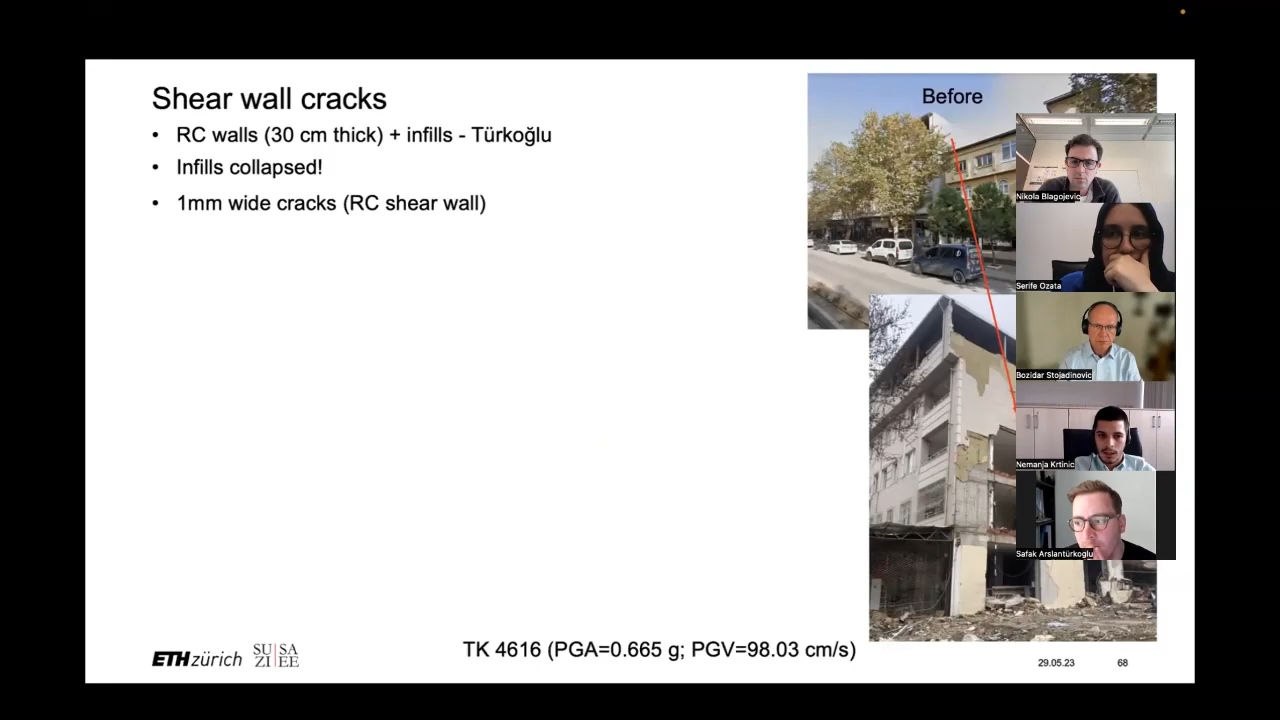 Shear wall cracks
• RC walls (30 cm thick) + infills - Türkoğlu
• Infills collapsed!
• 1mm wide cracks (RC shear wall)
Before
Nikola Blagojevic
Serife Ozata
Bozidar Stojadinovic
Nemanja Krtinic
Safak Arslantürkoglu
TK 4616 (PGA=0.665 g; PGV=98.03 cm/s)
ETH zürich
SU|SA
ZI|EE
29.05.23
68